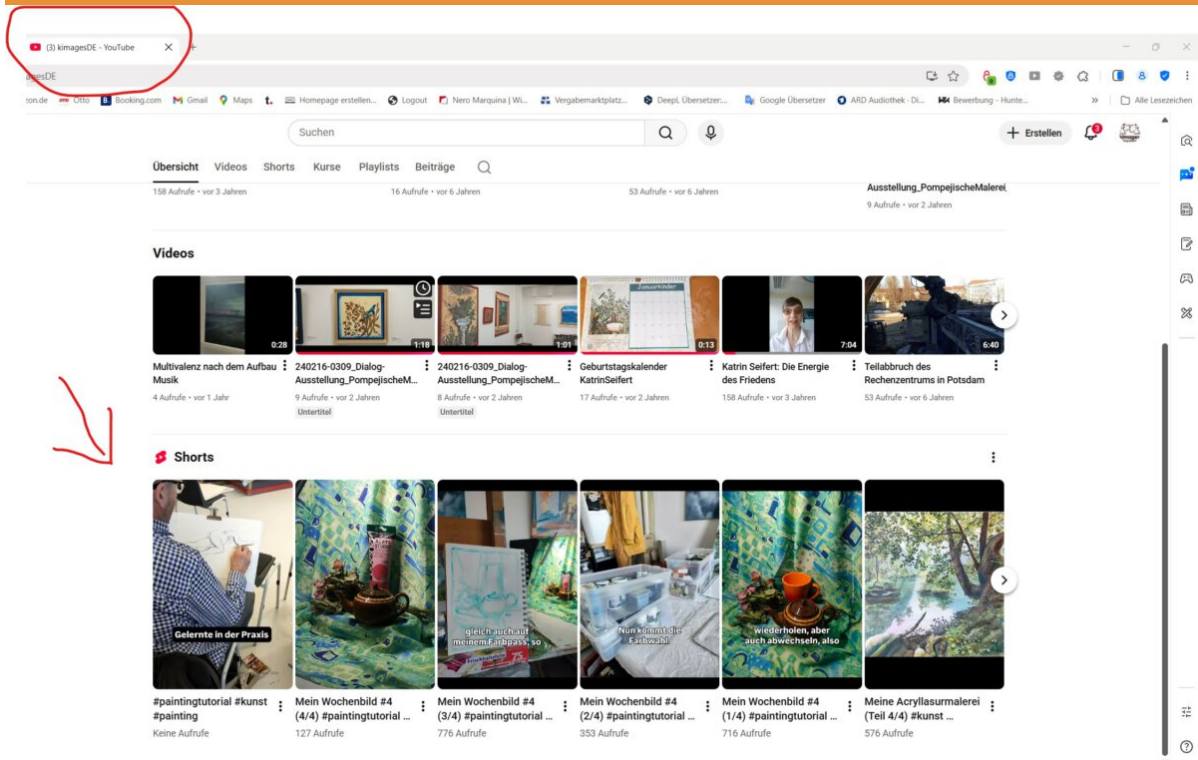 (3) kimagesDE - YouTube
agesDE
zon.de Otto Booking.com Gmail Maps t. Homepage erstellen... Logout Nero Marquina | Wi... Vergabemarktplatz... DeepL Übersetzer:... Google Übersetzer ARD Audiothek - Di... Bewerbung - Hunte... » Alle Lesezeichen
Suchen
+ Erstellen
3
Übersicht Videos Shorts Kurse Playlists Beiträge
158 Aufrufe • vor 3 Jahren 16 Aufrufe • vor 6 Jahren 53 Aufrufe • vor 6 Jahren
Ausstellung_PompejischeMalerei
9 Aufrufe • vor 2 Jahren
Videos
Januarkinder
0:28 1:18 1:01 0:13 7:04 6:40
Multivalenz nach dem Aufbau Musik
4 Aufrufe • vor 1 Jahr
240216-0309_Dialog-
Ausstellung_PompejischeM...
9 Aufrufe • vor 2 Jahren
Untertitel
240216-0309_Dialog-
Ausstellung_PompejischeM...
8 Aufrufe • vor 2 Jahren
Untertitel
Geburtstagskalender
KatrinSeifert
17 Aufrufe • vor 2 Jahren
Katrin Seifert: Die Energie
des Friedens
158 Aufrufe • vor 3 Jahren
Teilabbruch des
Rechenzentrums in Potsdam
53 Aufrufe • vor 6 Jahren
Shorts
Gelernte in der Praxis
gleich auch auf
meinem Farbpass, so
75
Nun kommt die
Farbwahl.
wiederholen, aber
auch abwechseln, also
#paintingtutorial #kunst
#painting
Keine Aufrufe
Mein Wochenbild #4
(4/4) #paintingtutorial ...
127 Aufrufe
Mein Wochenbild #4
(3/4) #paintingtutorial ...
776 Aufrufe
Mein Wochenbild #4
(2/4) #paintingtutorial ...
353 Aufrufe
Mein Wochenbild #4
(1/4) #paintingtutorial ...
716 Aufrufe
Meine Acryllasurmalerei
(Teil 4/4) #kunst ...
576 Aufrufe